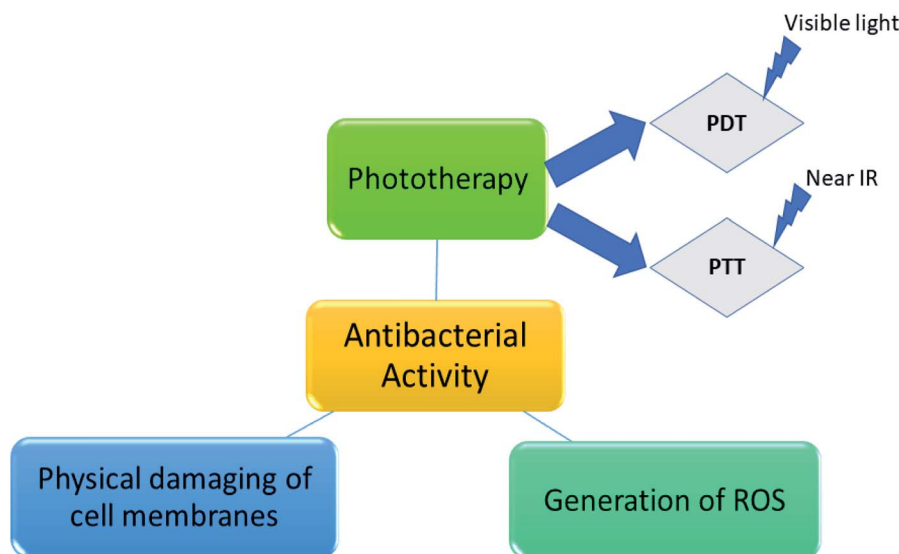 Visible light
PDT
Phototherapy
Near IR
PTT
Antibacterial
Activity
Physical damaging of
cell membranes
Generation of ROS